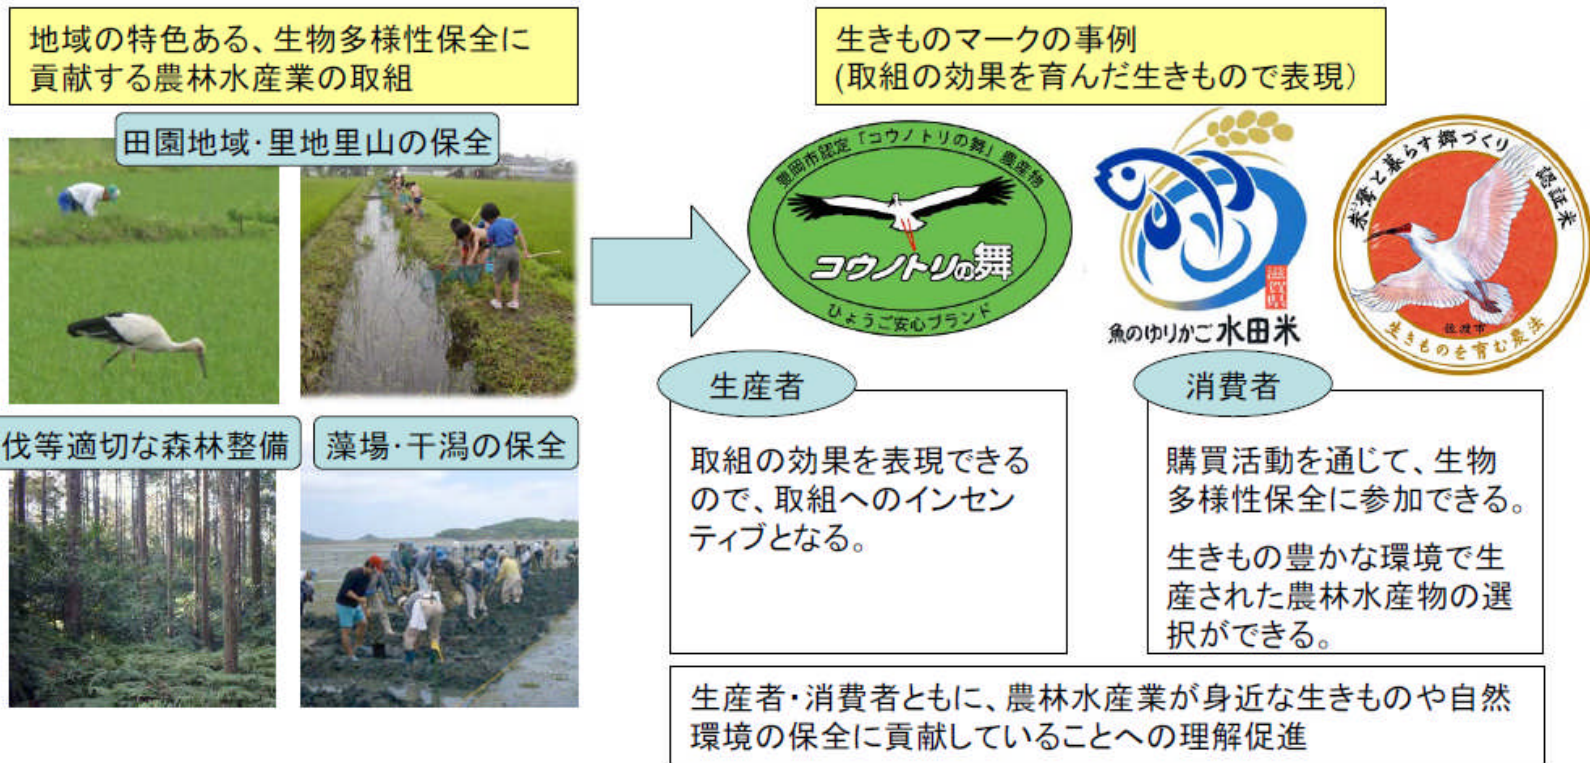 地域の特色ある、生物多様性保全に
貢献する農林水産業の取組
田園地域・里地里山の保全
伐等適切な森林整備
藻場・干潟の保全
生きものマークの事例
(取組の効果を育んだ生きもので表現)
豊岡市認定「コウノトリの舞」農産物
コウノトリの舞
ひょうご安心ブランド
滋賀県
魚のゆりかご水田米
朱鷺と暮らす郷づくり 認証米
佐渡市
生きものを育む農法
生産者
取組の効果を表現できる
ので、取組へのインセン
ティブとなる。
消費者
購買活動を通じて、生物
多様性保全に参加できる。
生きもの豊かな環境で生
産された農林水産物の選
択ができる。
生産者・消費者ともに、農林水産業が身近な生きものや自然
環境の保全に貢献していることへの理解促進